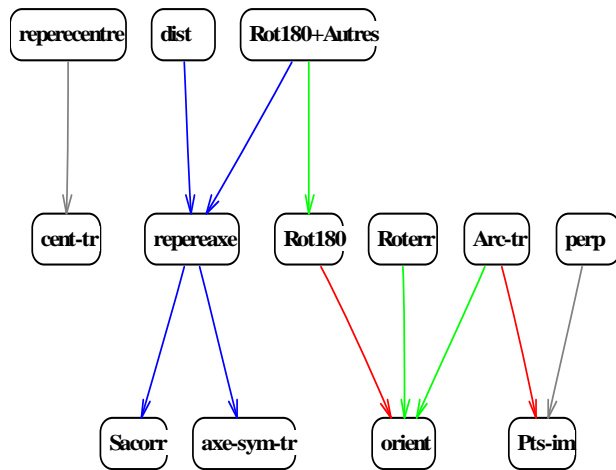 reperecentre
dist
Rot180+Autres
cent-tr
repereaxe
Rot180
Roterr
Arc-tr
perp
Sacorr
axe-sym-tr
orient
Pts-im